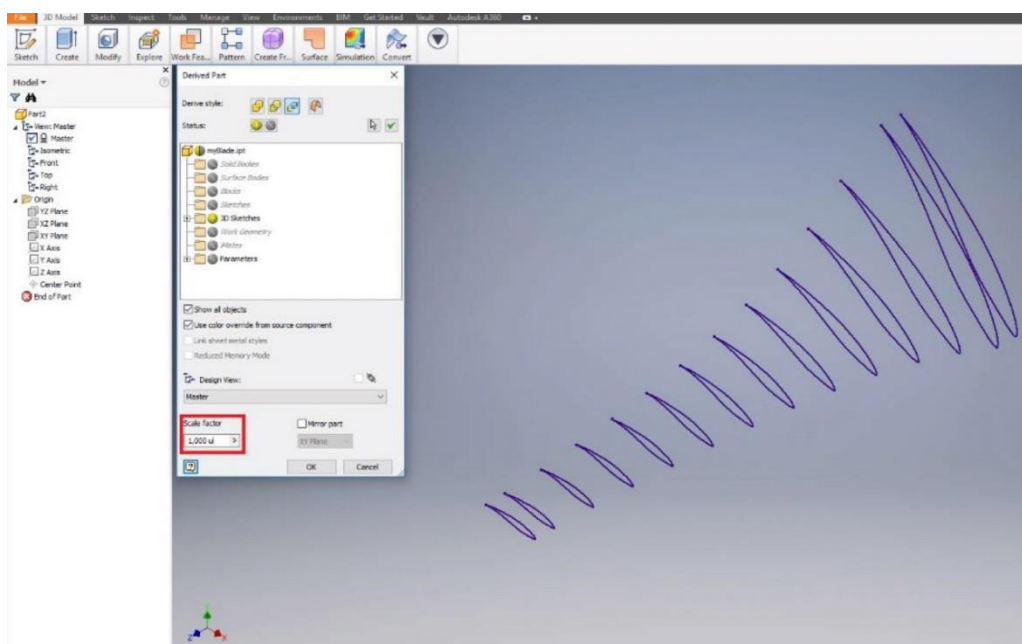 File 3D Model Sketch Inspect Tools Manage View Environments BIM Get Started Vault Autodesk A360
Sketch Create Modify Explore Work Fea... Pattern Create Fr... Surface Simulation Convert
Model
Part2
View: Master
Master
Isometric
Front
Top
Right
Origin
YZ Plane
XZ Plane
XY Plane
X Axis
Y Axis
Z Axis
Center Point
End of Part
Derived Part
Derive style:
Status:
myBlade.ipt
Solid Bodies
Surface Bodies
Blocks
Sketches
3D Sketches
Work Geometry
iMates
Parameters
Show all objects
Use color override from source component
Link sheet metal styles
Reduced Memory Mode
Design View:
Master
Scale factor
Mirror part
1,000 ul
XY Plane
OK Cancel
Z X